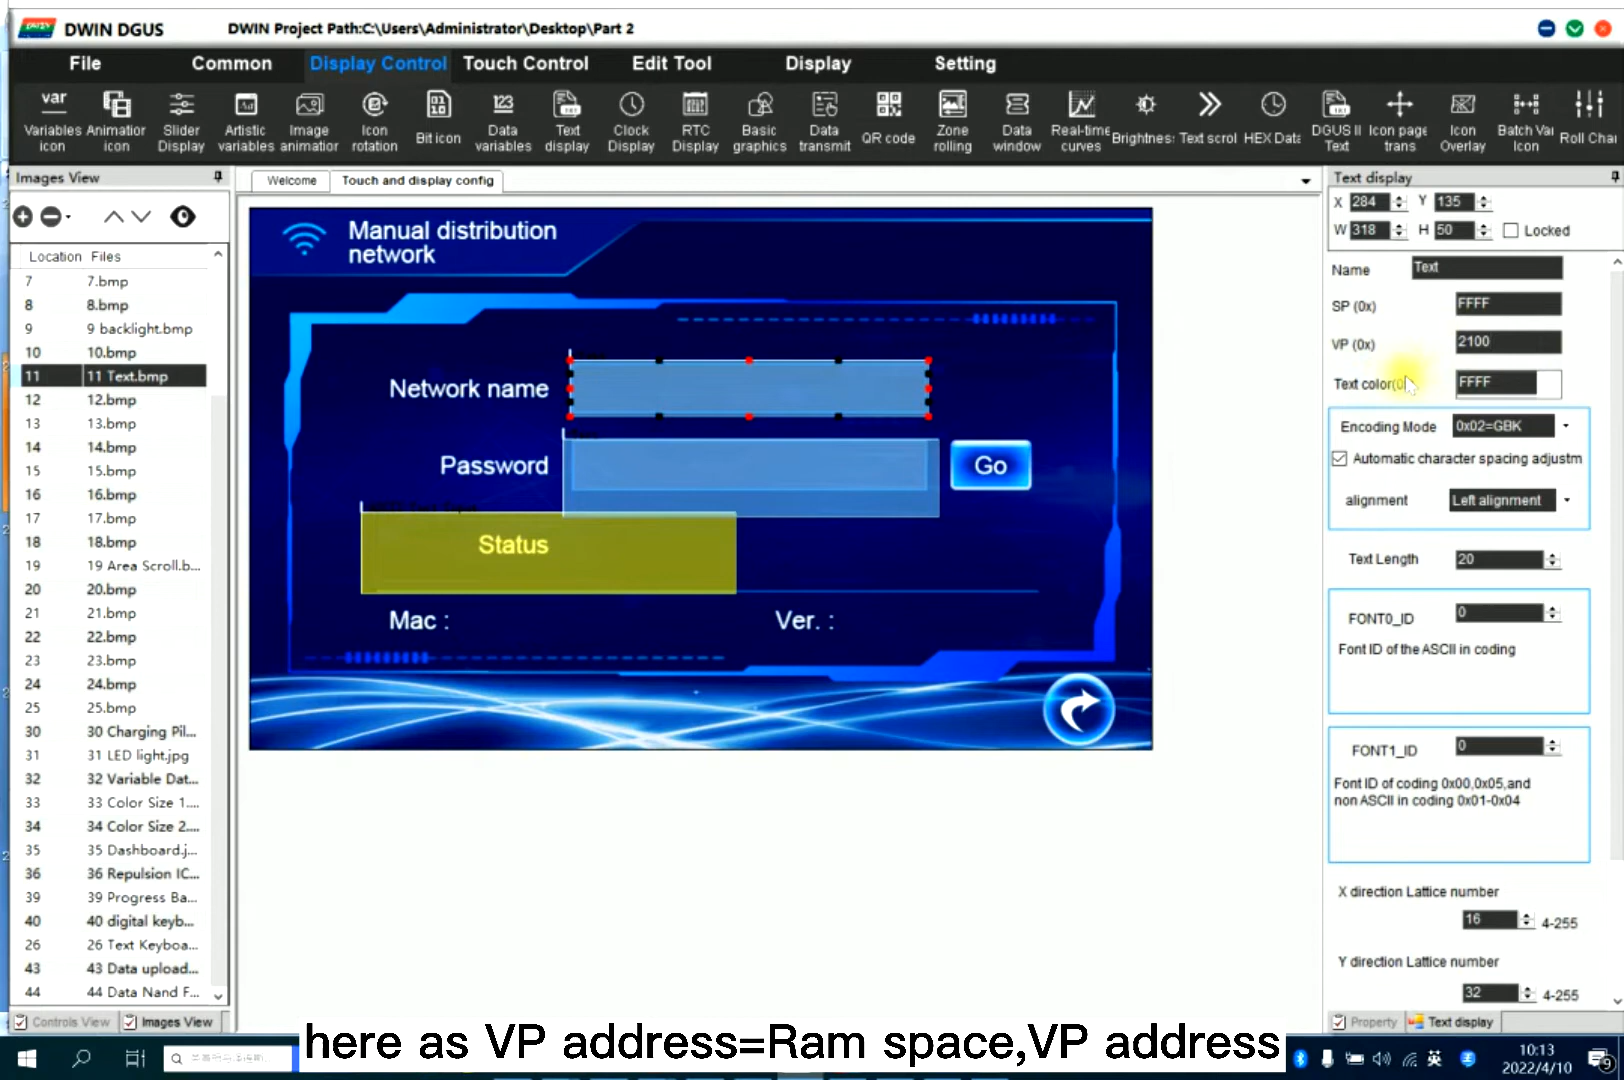 DWIN DGUS
DWIN Project Path:C:\Users\Administrator\Desktop\Part 2
File Common Display Control Touch Control Edit Tool Display Setting
var
Variables icon
Animation icon
Slider Display
Artistic variables
Image animation
Icon rotation
Bit icon
Data variables
Text display
Clock Display
RTC Display
Basic graphics
Data transmit
QR code
Zone rolling
Data window
Real-time curves
Brightness
Text scrol
HEX Data
DGUS II Text
Icon page trans
Icon Overlay
Batch Var Icon
Roll Char
Images View
Location Files
7 7.bmp
8 8.bmp
9 9 backlight.bmp
10 10.bmp
11 11 Text.bmp
12 12.bmp
13 13.bmp
14 14.bmp
15 15.bmp
16 16.bmp
17 17.bmp
18 18.bmp
19 19 Area Scroll.b...
20 20.bmp
21 21.bmp
22 22.bmp
23 23.bmp
24 24.bmp
25 25.bmp
30 30 Charging Pil...
31 31 LED light.jpg
32 32 Variable Dat...
33 33 Color Size 1....
34 34 Color Size 2....
35 35 Dashboard.j...
36 36 Repulsion IC...
39 39 Progress Ba...
40 40 digital keyb...
26 26 Text Keyboa...
43 43 Data upload...
44 44 Data Nand F...
Controls View Images View
Welcome Touch and display config
Manual distribution
network
Network name
Password
Go
Status
Mac :
Ver. :
Text display
X 284 Y 135
W 318 H 50 Locked
Name Text
SP (0x) FFFF
VP (0x) 2100
Text color(0 FFFF
Encoding Mode 0x02=GBK
Automatic character spacing adjustm
alignment Left alignment
Text Length 20
FONT0_ID 0
Font ID of the ASCII in coding
FONT1_ID 0
Font ID of coding 0x00,0x05,and
non ASCII in coding 0x01-0x04
X direction Lattice number
16 4-255
Y direction Lattice number
32 4-255
Property Text display
here as VP address=Ram space,VP address
英
10:13
2022/4/10
9